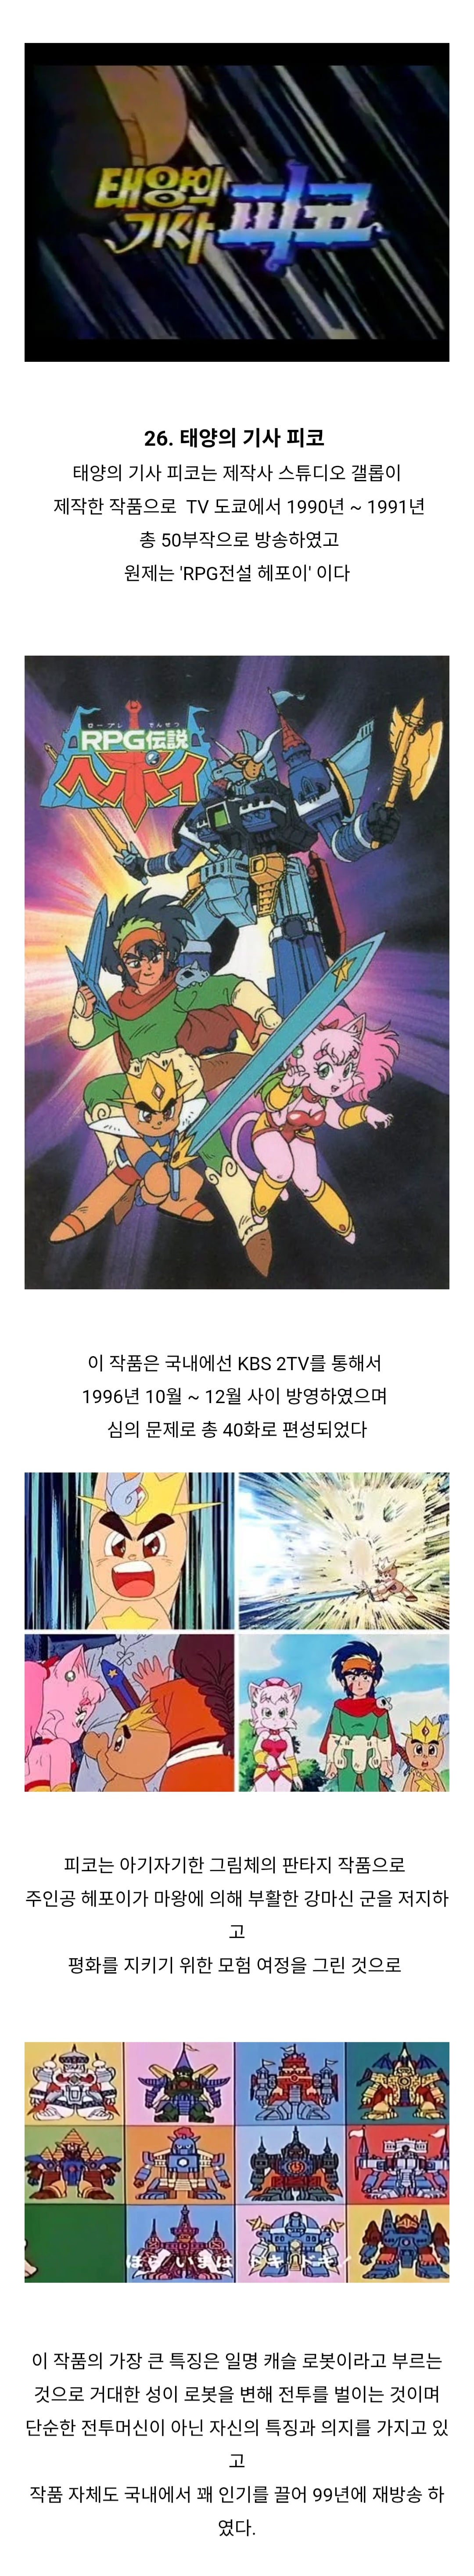 태양의
기사 피코
26. 태양의 기사 피코
태양의 기사 피코는 제작사 스튜디오 갤롭이
제작한 작품으로 TV 도쿄에서 1990년 ~ 1991년
총 50부작으로 방송하였고
원제는 'RPG전설 헤포이' 이다
ロープレ でんせつ
RPG伝説
ヘポイ
이 작품은 국내에선 KBS 2TV를 통해서
1996년 10월 ~ 12월 사이 방영하였으며
심의 문제로 총 40화로 편성되었다
피코는 아기자기한 그림체의 판타지 작품으로
주인공 헤포이가 마왕에 의해 부활한 강마신 군을 저지하
고
평화를 지키기 위한 모험 여정을 그린 것으로
이 작품의 가장 큰 특징은 일명 캐슬 로봇이라고 부르는
것으로 거대한 성이 로봇을 변해 전투를 벌이는 것이며
단순한 전투머신이 아닌 자신의 특징과 의지를 가지고 있
고
작품 자체도 국내에서 꽤 인기를 끌어 99년에 재방송 하
였다.